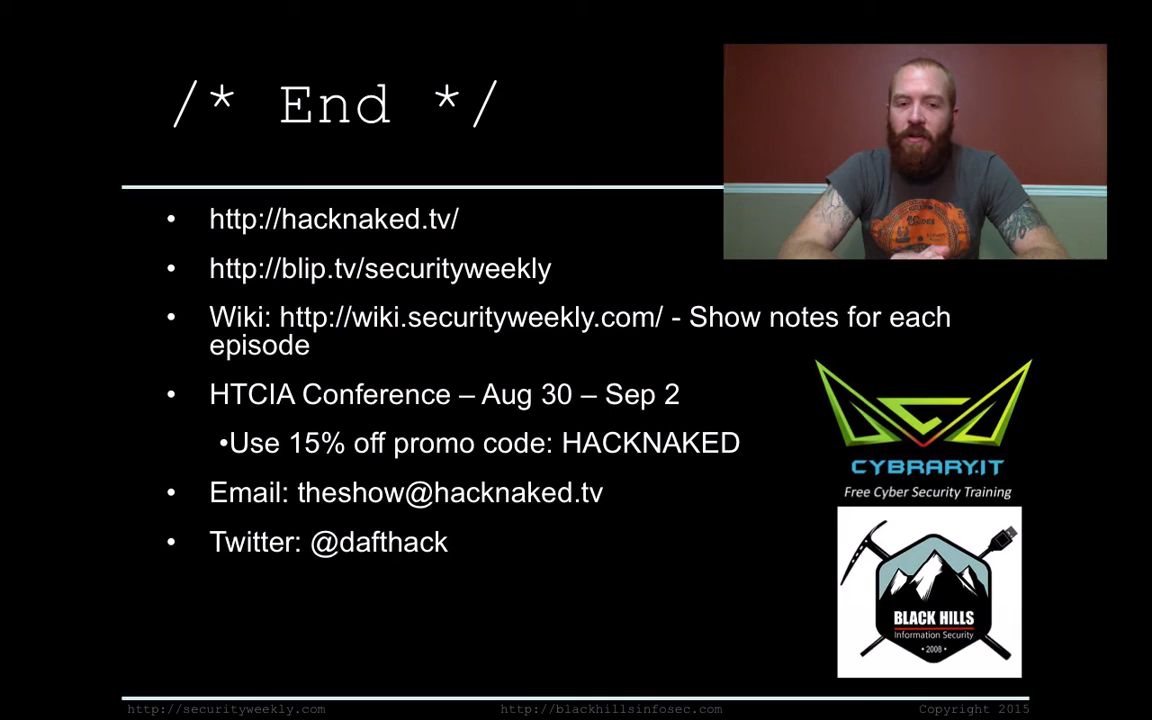 /* End */
• http://hacknaked.tv/
• http://blip.tv/securityweekly
• Wiki: http://wiki.securityweekly.com/ - Show notes for each
episode
• HTCIA Conference – Aug 30 – Sep 2
•Use 15% off promo code: HACKNAKED
• Email: theshow@hacknaked.tv
• Twitter: @dafthack
CYBRARY.IT
Free Cyber Security Training
BLACK HILLS
Information Security
• 2008 •
http://securityweekly.com
http://blackhillsinfosec.com
Copyright 2015